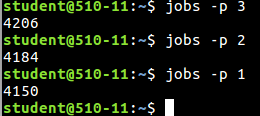 student@510-11:~$ jobs -p 3
4206
student@510-11:~$ jobs -p 2
4184
student@510-11:~$ jobs -p 1
4150
student@510-11:~$